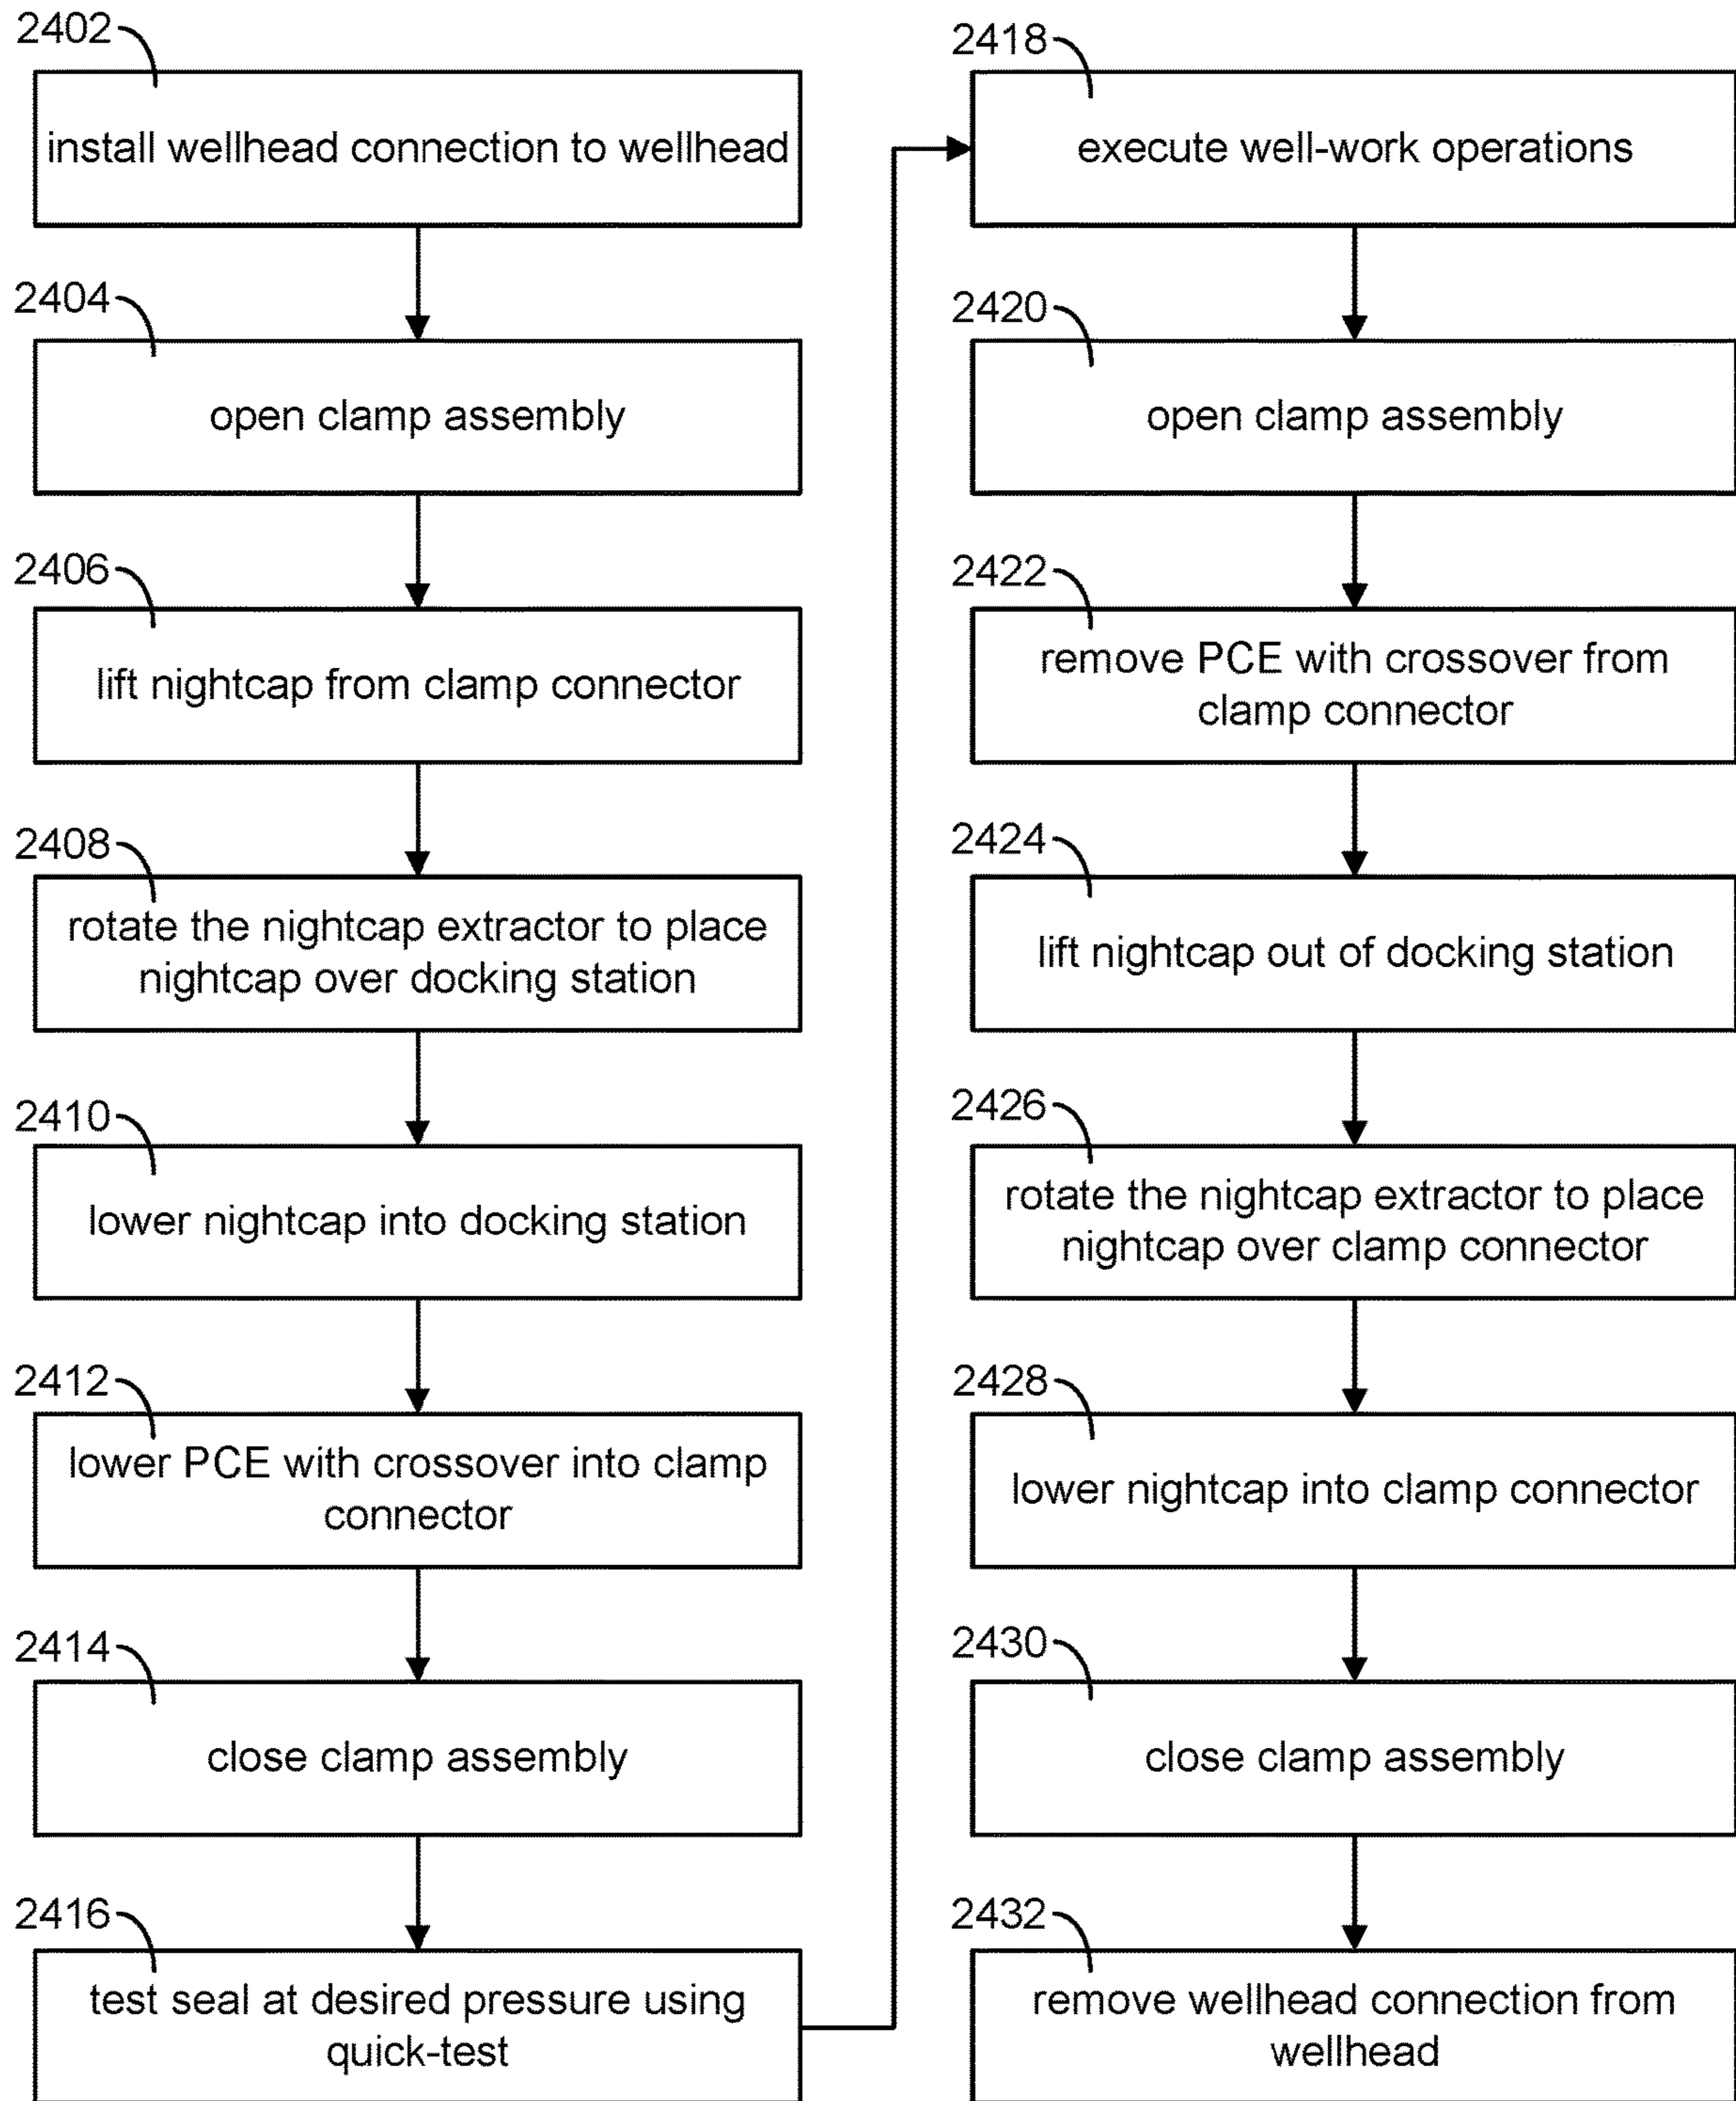 2402
install wellhead connection to wellhead
2404
open clamp assembly
2406
lift nightcap from clamp connector
2408
rotate the nightcap extractor to place
nightcap over docking station
2410
lower nightcap into docking station
2412
lower PCE with crossover into clamp
connector
2414
close clamp assembly
2416
test seal at desired pressure using
quick-test
2418
execute well-work operations
2420
open clamp assembly
2422
remove PCE with crossover from
clamp connector
2424
lift nightcap out of docking station
2426
rotate the nightcap extractor to place
nightcap over clamp connector
2428
lower nightcap into clamp connector
2430
close clamp assembly
2432
remove wellhead connection from
wellhead